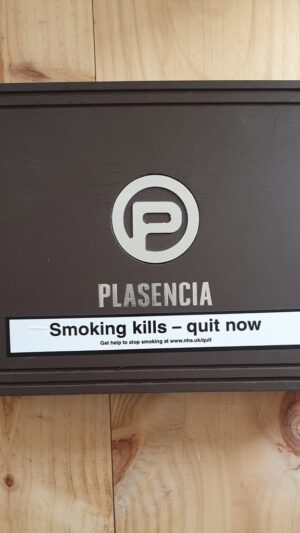 P
PLASENCIA
Smoking kills – quit now
Get help to stop smoking at www.nhs.uk/quit